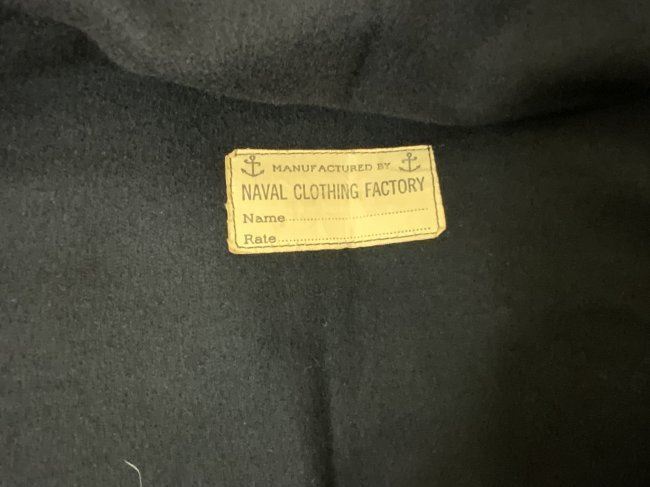 MANUFACTURED BY
NAVAL CLOTHING FACTORY
Name..............................
Rate..............................